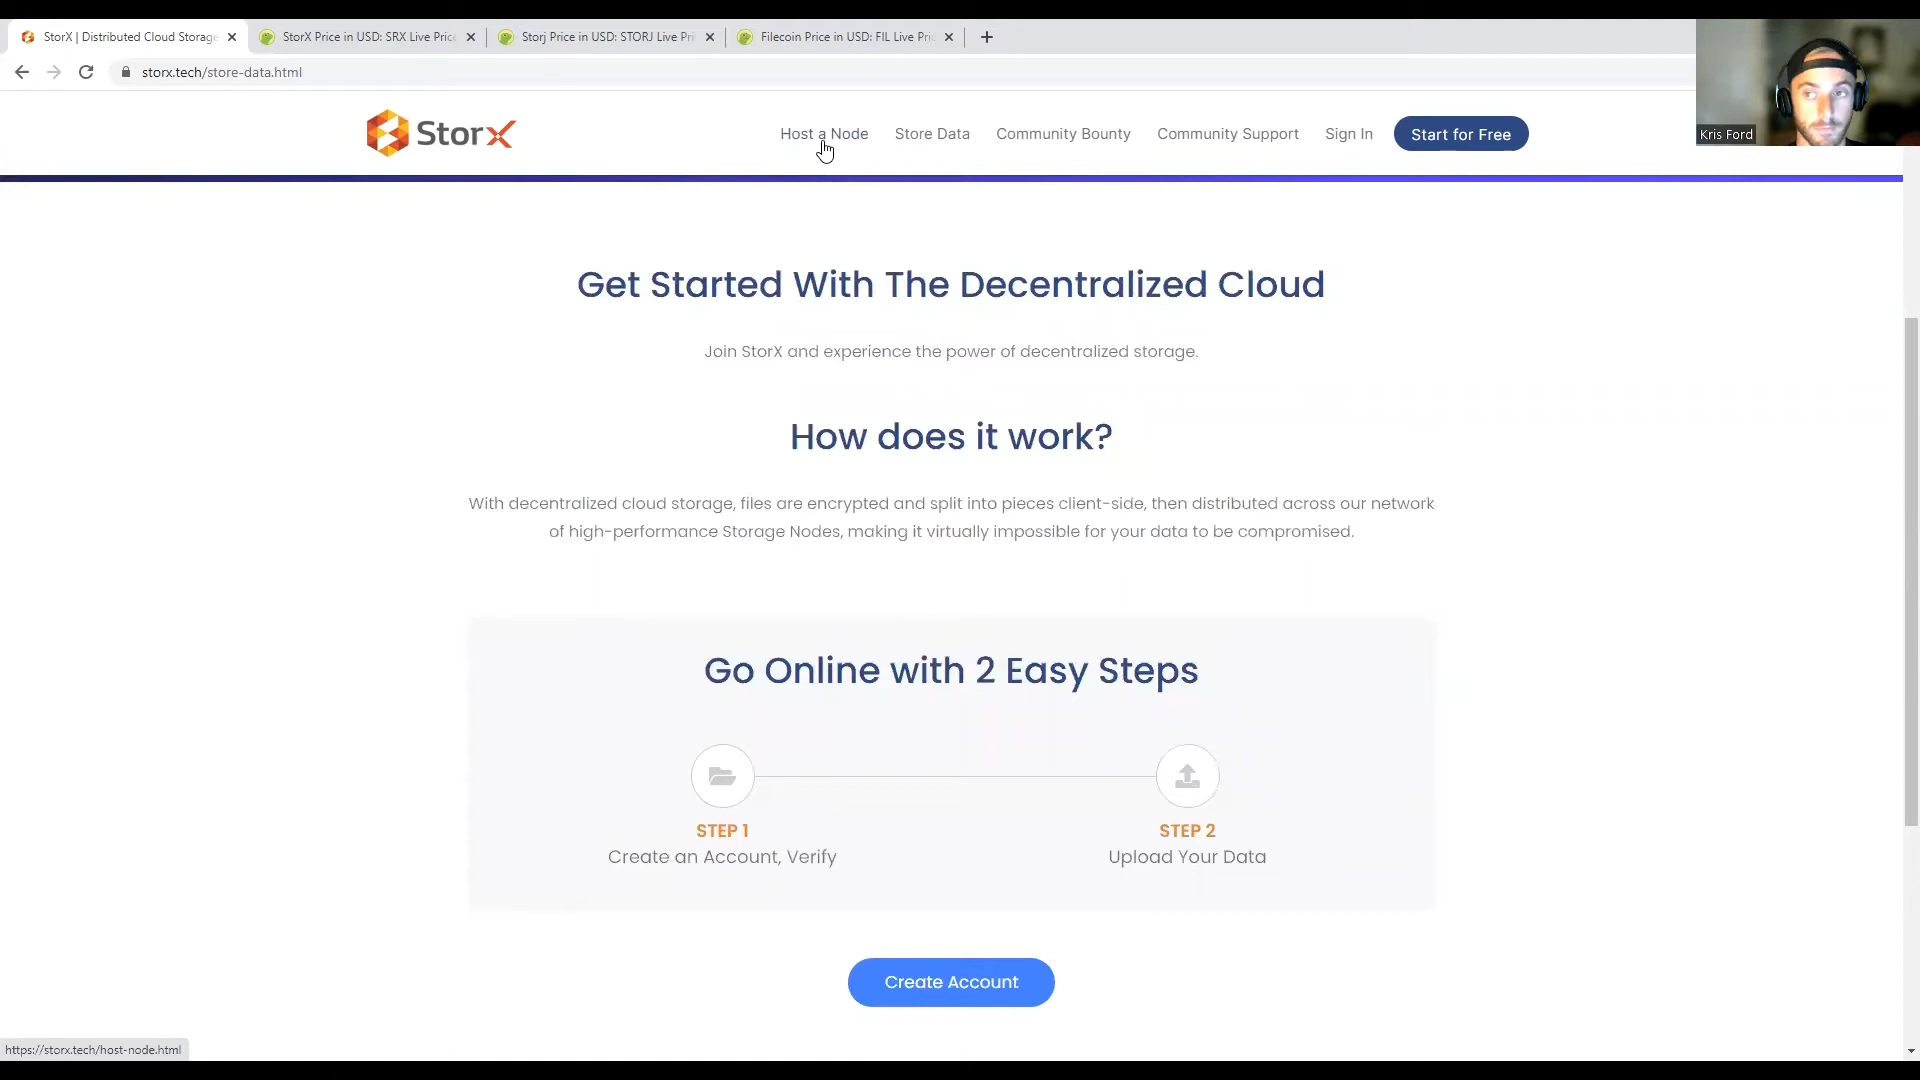 StorX | Distributed Cloud Storage
StorX Price in USD: SRX Live Price
Storj Price in USD: STORJ Live Pri
Filecoin Price in USD: FIL Live Pric
storx.tech/store-data.html
StorX
Host a Node
Store Data
Community Bounty
Community Support
Sign In
Start for Free
Kris Ford
Get Started With The Decentralized Cloud
Join StorX and experience the power of decentralized storage.
How does it work?
With decentralized cloud storage, files are encrypted and split into pieces client-side, then distributed across our network
of high-performance Storage Nodes, making it virtually impossible for your data to be compromised.
Go Online with 2 Easy Steps
STEP 1
Create an Account, Verify
STEP 2
Upload Your Data
Create Account
https://storx.tech/host-node.html